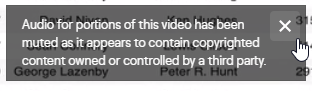 Audio for portions of this video has been
muted as it appears to contain copyrighted
content owned or controlled by a third party.
George Lazenby Peter R. Hunt